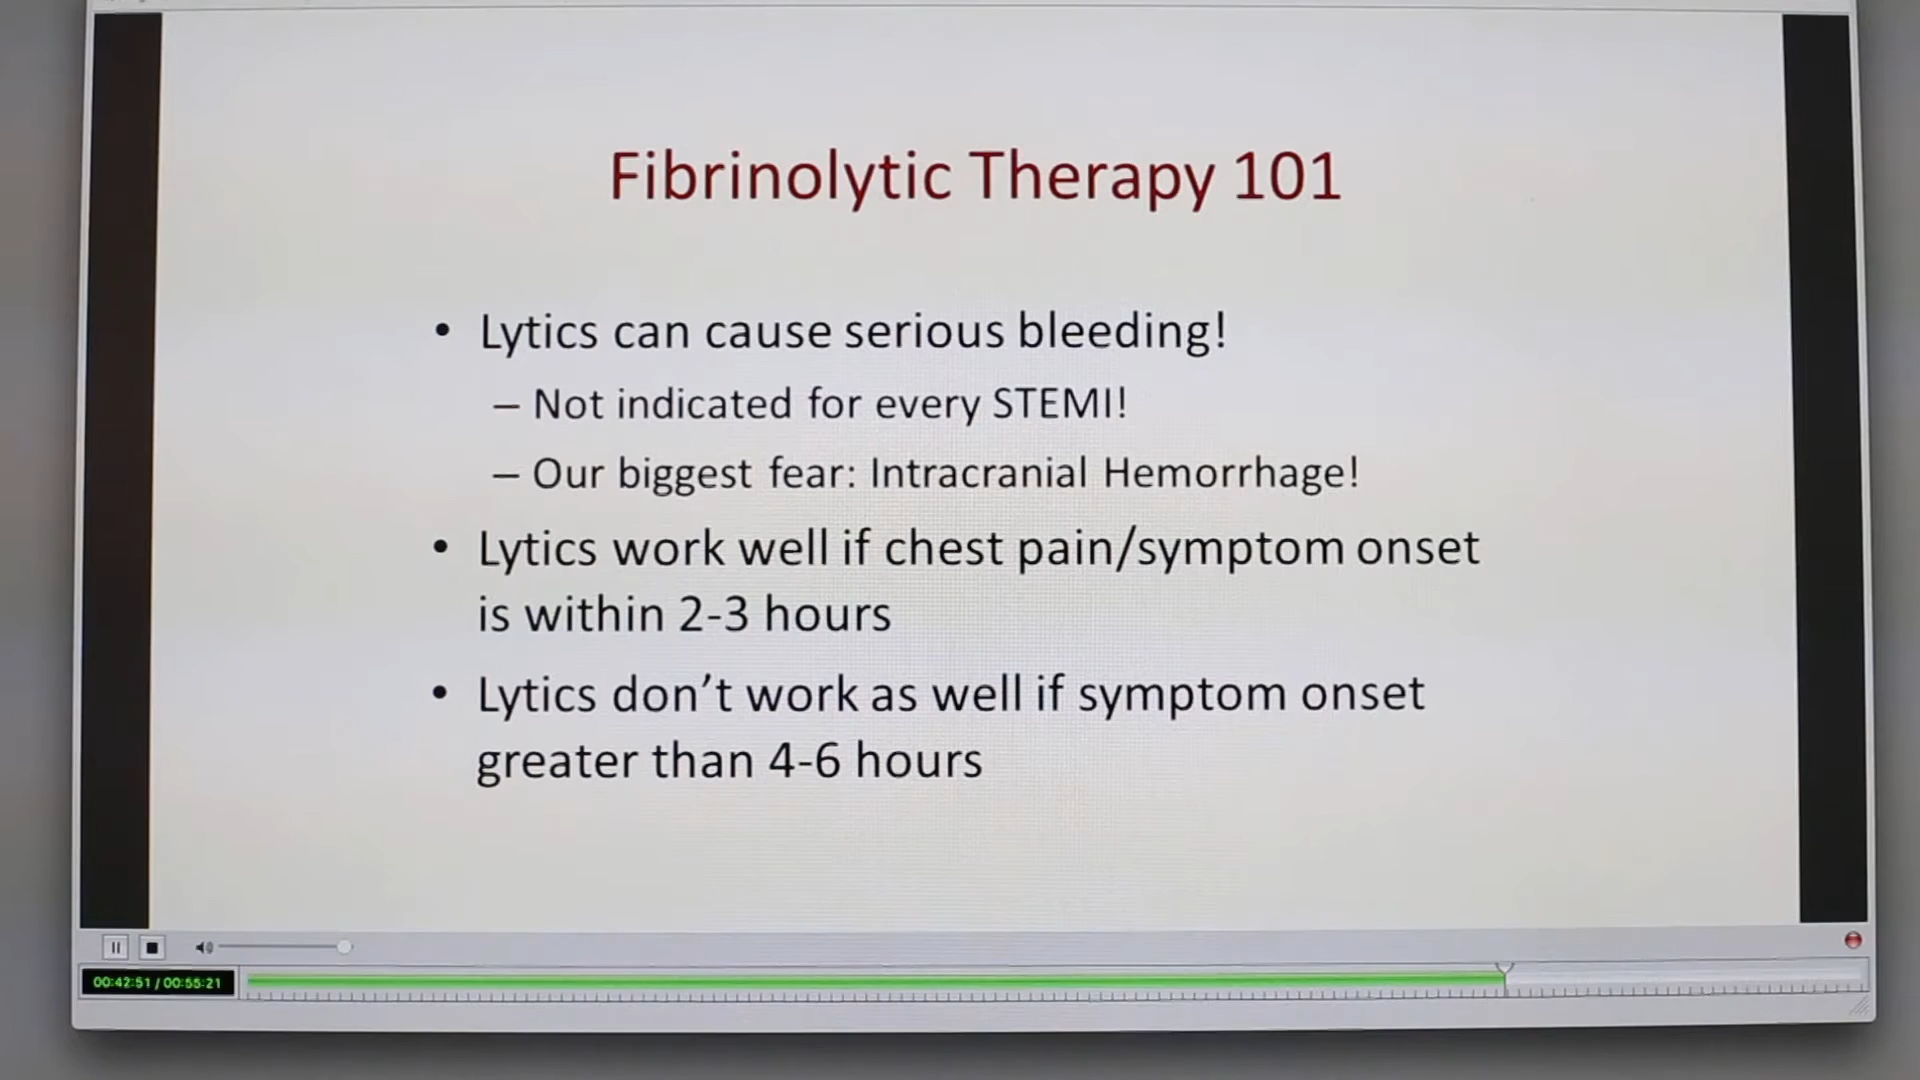 Fibrinolytic Therapy 101
• Lytics can cause serious bleeding!
– Not indicated for every STEMI!
– Our biggest fear: Intracranial Hemorrhage!
• Lytics work well if chest pain/symptom onset
is within 2-3 hours
• Lytics don’t work as well if symptom onset
greater than 4-6 hours
00:42:51 / 00:55:21